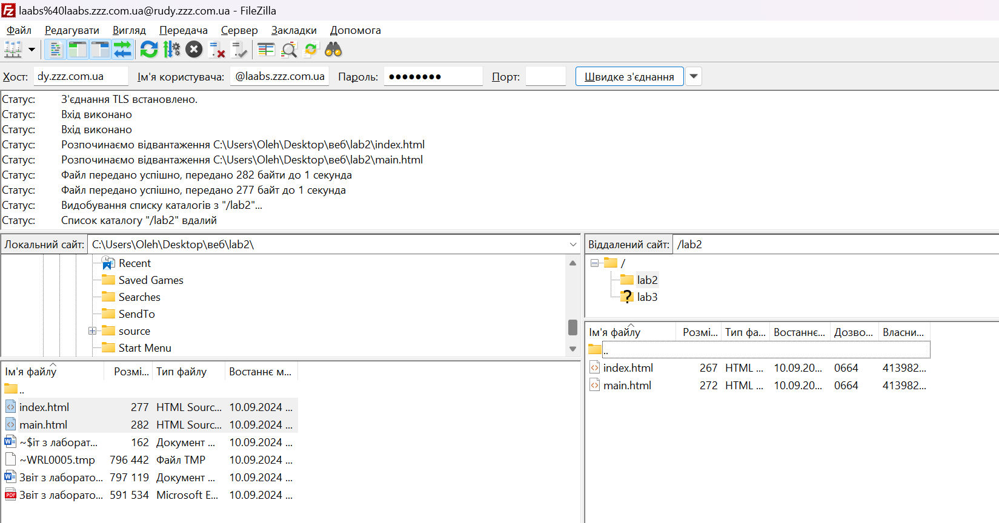 laabs%40laabs.zzz.com.ua@rudy.zzz.com.ua - FileZilla
Файл Редагувати Вигляд Передача Сервер Закладки Допомога
Хост: dy.zzz.com.ua Ім'я користувача: @laabs.zzz.com.ua Пароль: ●●●●●●●● Порт: Швидке з'єднання
Статус: З'єднання TLS встановлено.
Статус: Вхід виконано
Статус: Вхід виконано
Статус: Розпочинаємо відвантаження C:\Users\Oleh\Desktop\веб\lab2\index.html
Статус: Розпочинаємо відвантаження C:\Users\Oleh\Desktop\веб\lab2\main.html
Статус: Файл передано успішно, передано 282 байти до 1 секунда
Статус: Файл передано успішно, передано 277 байт до 1 секунда
Статус: Видобування списку каталогів з "/lab2"...
Статус: Список каталогу "/lab2" вдалий
Локальний сайт: C:\Users\Oleh\Desktop\веб\lab2\
Recent
Saved Games
Searches
SendTo
source
Start Menu
Ім'я файлу Розмі... Тип файлу Востаннє м...
..
index.html 277 HTML Sourc... 10.09.2024 ...
main.html 282 HTML Sourc... 10.09.2024 ...
~$іт з лаборат... 162 Документ ... 10.09.2024 ...
~WRL0005.tmp 796 442 Файл TMP 10.09.2024 ...
Звіт з лаборато... 797 119 Документ ... 10.09.2024 ...
PDF Звіт з лаборато... 591 534 Microsoft E... 10.09.2024 ...
Віддалений сайт: /lab2
/
lab2
? lab3
Ім'я файлу Розмі... Тип фа... Востаннє... Дозво... Власни...
..
index.html 267 HTML ... 10.09.20... 0664 413982...
main.html 272 HTML ... 10.09.20... 0664 413982...